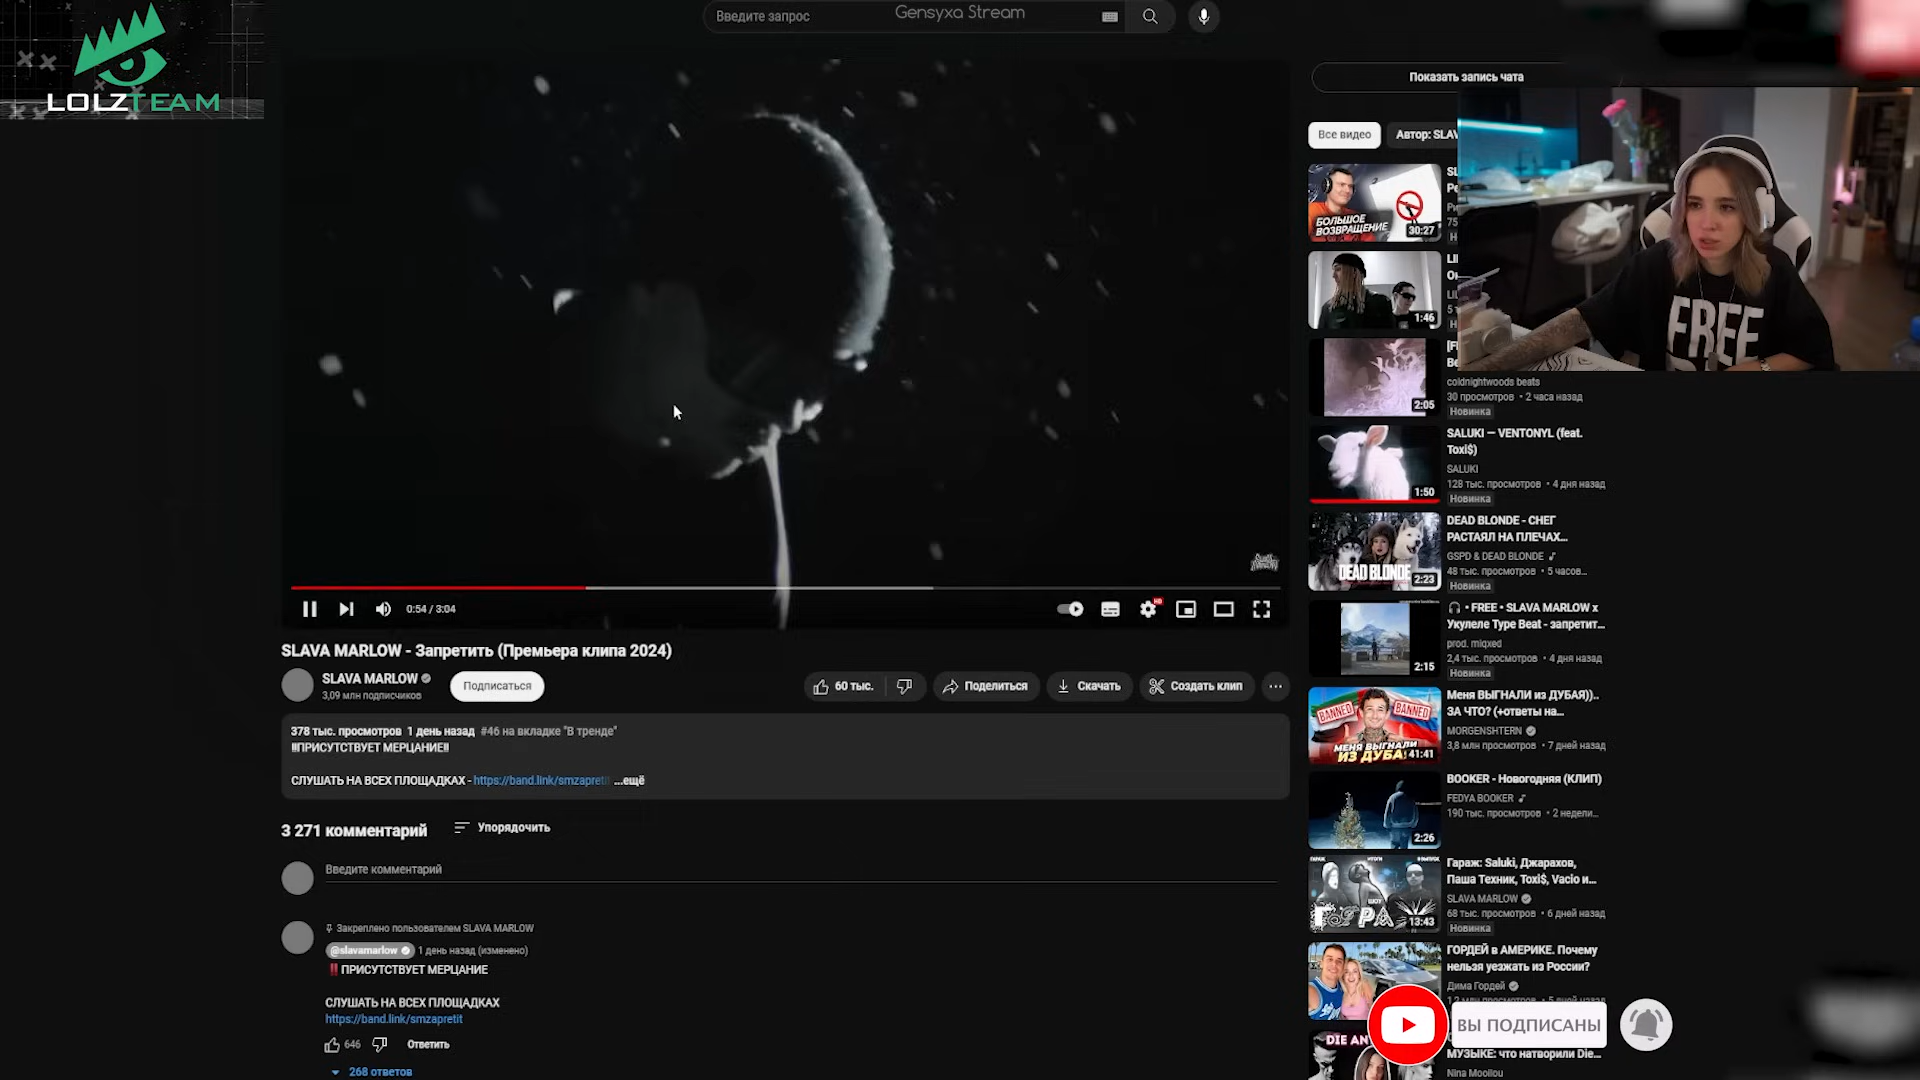 LOLZTEAM
Введите запрос
Gensyxa Stream
SLAVA MARLOW - Запретить (Премьера клипа 2024)
0:54 / 3:04
SLAVA MARLOW
3,09 млн подписчиков
Подписаться
60 тыс.
Поделиться
Скачать
Создать клип
378 тыс. просмотров 1 день назад #46 на вкладке "В тренде"
‼️ПРИСУТСТВУЕТ МЕРЦАНИЕ‼️
СЛУШАТЬ НА ВСЕХ ПЛОЩАДКАХ - https://band.link/smzapretit ...ещё
3 271 комментарий
Упорядочить
Введите комментарий
Закреплено пользователем SLAVA MARLOW
@slavamarlow 1 день назад (изменено)
‼️ПРИСУТСТВУЕТ МЕРЦАНИЕ
СЛУШАТЬ НА ВСЕХ ПЛОЩАДКАХ
https://band.link/smzapretit
646
Ответить
268 ответов
Показать запись чата
Все видео
Автор: SLAV
FREE
БОЛЬШОЕ
ВОЗВРАЩЕНИЕ
30:27
1:46
2:05
coldnightwoods beats
30 просмотров • 2 часа назад
Новинка
SALUKI — VENTONYL (feat.
Toxi$)
SALUKI
128 тыс. просмотров • 4 дня назад
Новинка
1:50
DEAD BLONDE - СНЕГ
РАСТАЯЛ НА ПЛЕЧАХ...
GSPD & DEAD BLONDE
48 тыс. просмотров • 5 часов...
Новинка
DEAD BLONDE
2:23
• FREE • SLAVA MARLOW x
Укулеле Type Beat - запретит...
prod. miqxed
2,4 тыс. просмотров • 4 дня назад
Новинка
2:15
Меня ВЫГНАЛИ из ДУБАЯ))..
ЗА ЧТО? (+ответы на...
MORGENSHTERN
3,8 млн просмотров • 7 дней назад
BANNED
BANNED
МЕНЯ ВЫГНАЛИ
ИЗ ДУБА
41:41
BOOKER - Новогодняя (КЛИП)
FEDYA BOOKER
190 тыс. просмотров • 2 недели...
2:26
Гараж: Saluki, Джарахов,
Паша Техник, Toxi$, Vacio и...
SLAVA MARLOW
68 тыс. просмотров • 6 дней назад
Новинка
13:43
ГОРДЕЙ в АМЕРИКЕ. Почему
нельзя уезжать из России?
Дима Гордей
ВЫ ПОДПИСАНЫ
DIE AN
МУЗЫКЕ: что натворили Die...
Nina Mooilou